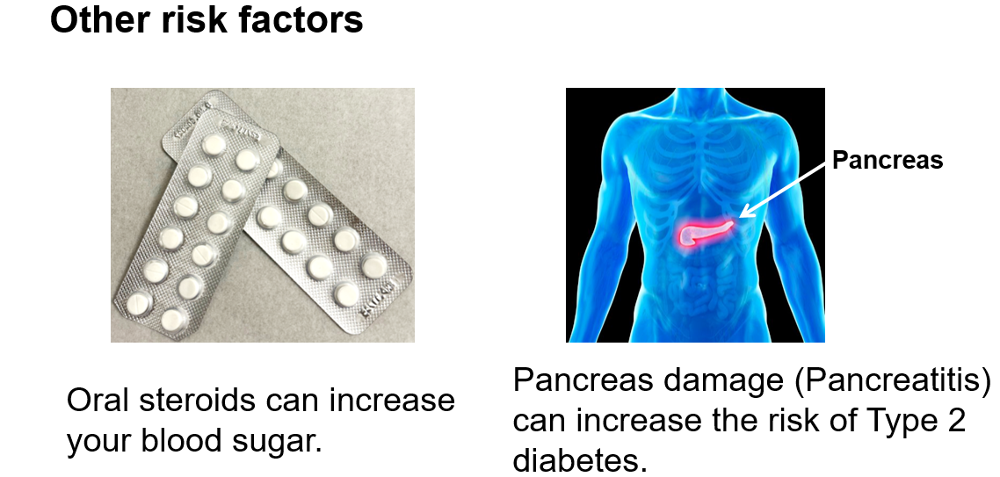 Other risk factors
Pancreas
Oral steroids can increase
your blood sugar.
Pancreas damage (Pancreatitis)
can increase the risk of Type 2
diabetes.